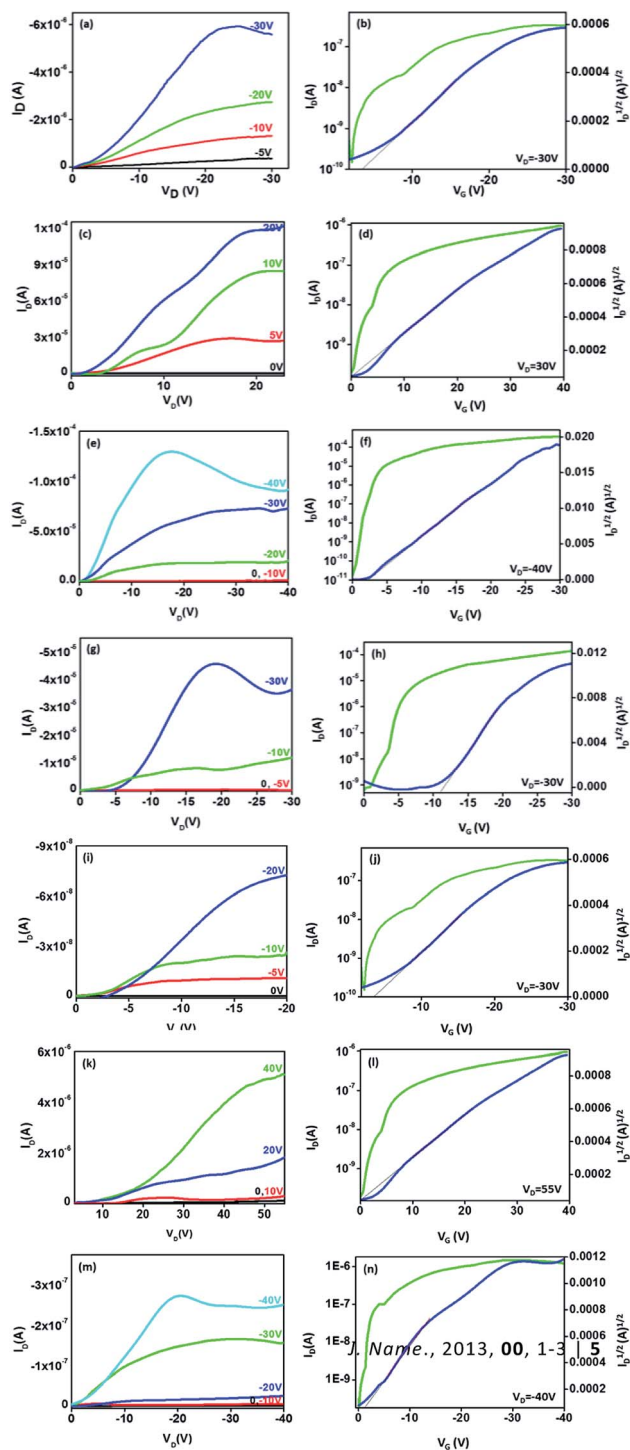 (a)
-6x10⁻⁶
-4x10⁻⁶
-2x10⁻⁶
0
I_D (A)
-30V
-20V
-10V
-5V
0 -10 -20 -30
V_D (V)
(b)
10⁻⁷
10⁻⁸
10⁻⁹
10⁻¹⁰
I_D(A)
0.0006
0.0004
0.0002
0.0000
I_D^1/2 (A)^1/2
V_D=-30V
-10 -20 -30
V_G (V)
(c)
1x10⁻⁴
9x10⁻⁵
6x10⁻⁵
3x10⁻⁵
0
I_D(A)
20V
10V
5V
0V
0 10 20
V_D(V)
(d)
10⁻⁶
10⁻⁷
10⁻⁸
10⁻⁹
I_D(A)
0.0008
0.0006
0.0004
0.0002
I_D^1/2 (A)^1/2
V_D=30V
0 10 20 30 40
V_G (V)
(e)
-1.5x10⁻⁴
-1.0x10⁻⁴
-5.0x10⁻⁵
0.0
I_D(A)
-40V
-30V
-20V
0, -10V
0 -10 -20 -30 -40
V_D(V)
(f)
10⁻⁴
10⁻⁵
10⁻⁶
10⁻⁷
10⁻⁸
10⁻⁹
10⁻¹⁰
10⁻¹¹
I_D(A)
0.020
0.015
0.010
0.005
0.000
I_D^1/2 (A)^1/2
V_D=-40V
0 -5 -10 -15 -20 -25 -30
V_G (V)
(g)
-5x10⁻⁵
-4x10⁻⁵
-3x10⁻⁵
-2x10⁻⁵
-1x10⁻⁵
0
I_D(A)
-30V
-10V
0, -5V
0 -5 -10 -15 -20 -25 -30
V_D(V)
(h)
10⁻⁴
10⁻⁵
10⁻⁶
10⁻⁷
10⁻⁸
10⁻⁹
I_D(A)
0.012
0.008
0.004
0.000
I_D^1/2 (A)^1/2
V_D=-30V
0 -5 -10 -15 -20 -25 -30
V_G (V)
(i)
-9x10⁻⁸
-6x10⁻⁸
-3x10⁻⁸
0
I_D(A)
-20V
-10V
-5V
0V
0 -5 -10 -15 -20
(j)
10⁻⁷
10⁻⁸
10⁻⁹
10⁻¹⁰
I_D(A)
0.0006
0.0004
0.0002
0.0000
I_D^1/2 (A)^1/2
V_D=-30V
-10 -20 -30
V_G (V)
(k)
6x10⁻⁶
4x10⁻⁶
2x10⁻⁶
0
I_D(A)
40V
20V
0,10V
10 20 30 40 50
V_D(V)
(l)
10⁻⁶
10⁻⁷
10⁻⁸
10⁻⁹
I_D(A)
0.0008
0.0006
0.0004
0.0002
I_D^1/2 (A)^1/2
V_D=55V
0 10 20 30 40
V_G (V)
(m)
-3x10⁻⁷
-2x10⁻⁷
-1x10⁻⁷
0
I_D(A)
-40V
-30V
-20V
0,-10V
0 -10 -20 -30 -40
V_D(V)
(n)
1E-6
1E-7
1E-8
1E-9
I_D(A)
0.0012
0.0010
0.0008
0.0006
0.0004
0.0002
I_D^1/2 (A)^1/2
J. Name., 2013, 00, 1-3 | 5
V_D=-40V
0 -10 -20 -30 -40
V_G (V)